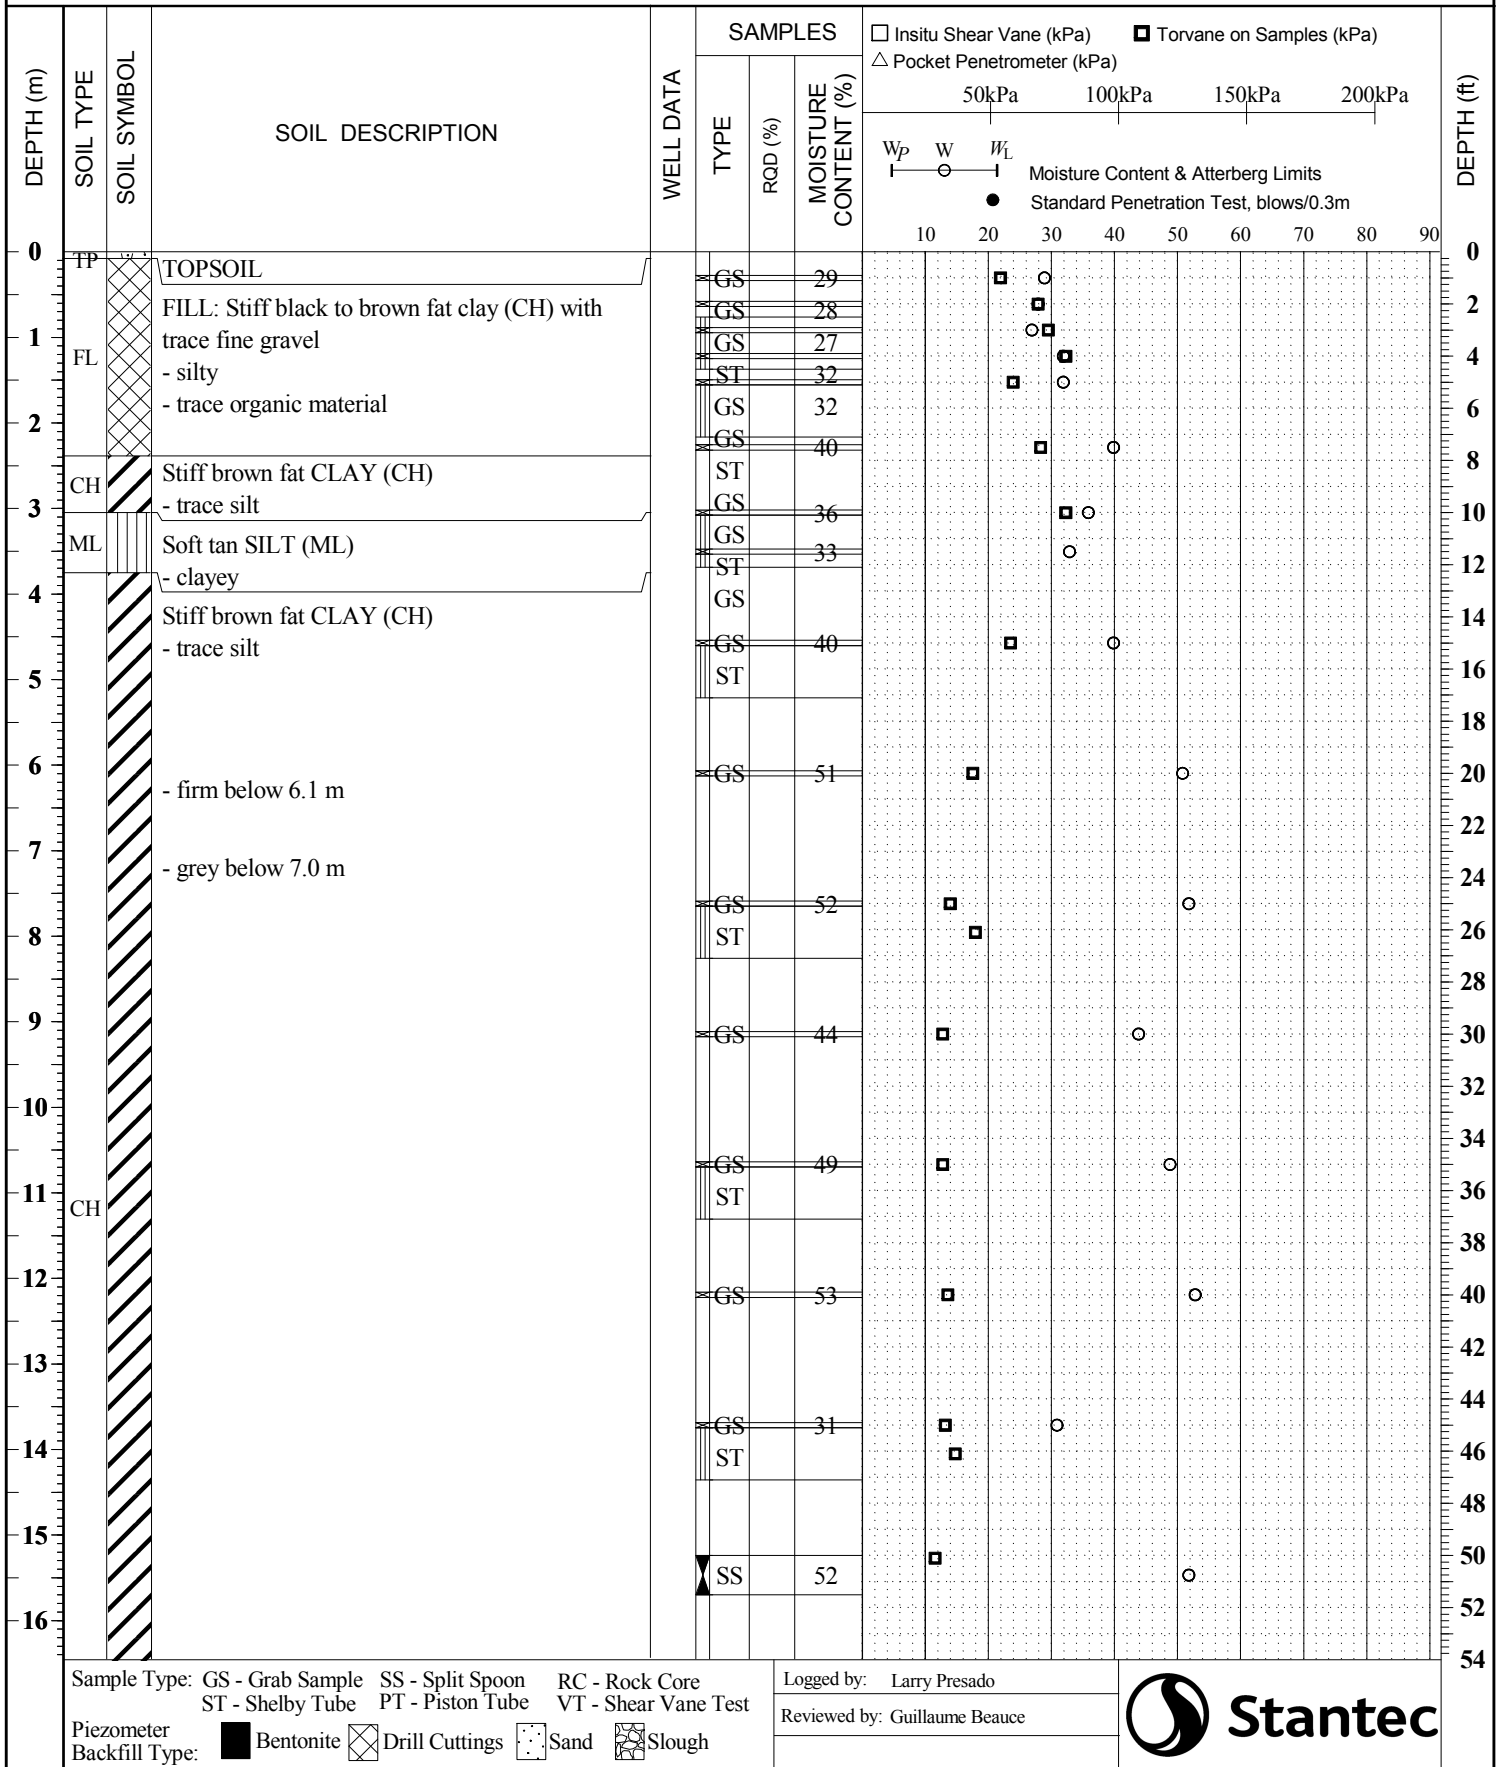 SAMPLES
DEPTH (m)
SOIL TYPE
SOIL SYMBOL
SOIL DESCRIPTION
WELL DATA
TYPE
RQD (%)
MOISTURE
CONTENT (%)
Insitu Shear Vane (kPa) Torvane on Samples (kPa)
Pocket Penetrometer (kPa)
50kPa 100kPa 150kPa 200kPa
WP W WL
Moisture Content & Atterberg Limits
Standard Penetration Test, blows/0.3m
10 20 30 40 50 60 70 80 90
DEPTH (ft)
0 TP TOPSOIL 0
GS 29
FILL: Stiff black to brown fat clay (CH) with GS 28 2
1 trace fine gravel GS 27
FL 4
- silty ST 32
- trace organic material GS 32 6
2 GS 40
8
CH Stiff brown fat CLAY (CH) ST
- trace silt GS 36
3 10
ML Soft tan SILT (ML) GS 33
- clayey ST 12
4 GS
Stiff brown fat CLAY (CH) 14
- trace silt GS 40
5 ST 16
18
6 GS 51 20
- firm below 6.1 m
22
7
- grey below 7.0 m 24
GS 52
8 ST 26
28
9 GS 44 30
32
10
34
GS 49
11 CH ST 36
38
12
GS 53 40
13 42
44
GS 31
14 ST 46
48
15 50
SS 52
16 52
54
Sample Type: GS - Grab Sample SS - Split Spoon RC - Rock Core
ST - Shelby Tube PT - Piston Tube VT - Shear Vane Test
Piezometer
Backfill Type: Bentonite Drill Cuttings Sand Slough
Logged by: Larry Presado
Reviewed by: Guillaume Beauce
Stantec